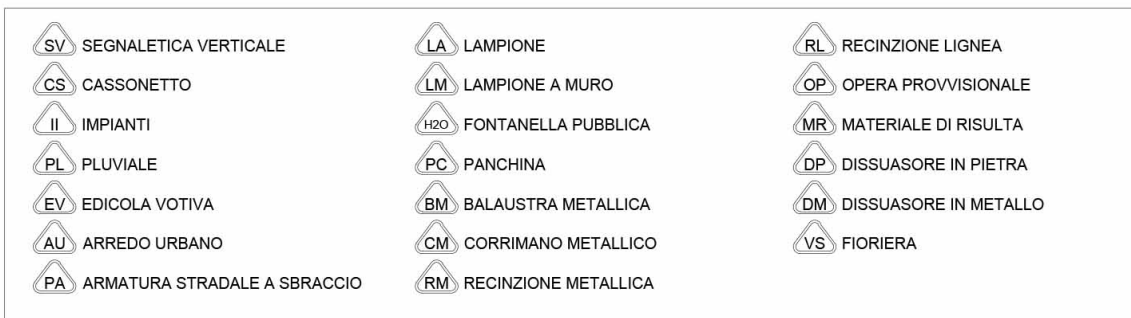 SV SEGNALETICA VERTICALE
CS CASSONETTO
II IMPIANTI
PL PLUVIALE
EV EDICOLA VOTIVA
AU ARREDO URBANO
PA ARMATURA STRADALE A SBRACCIO
LA LAMPIONE
LM LAMPIONE A MURO
H2O FONTANELLA PUBBLICA
PC PANCHINA
BM BALAUSTRA METALLICA
CM CORRIMANO METALLICO
RM RECINZIONE METALLICA
RL RECINZIONE LIGNEA
OP OPERA PROVVISIONALE
MR MATERIALE DI RISULTA
DP DISSUASORE IN PIETRA
DM DISSUASORE IN METALLO
VS FIORIERA